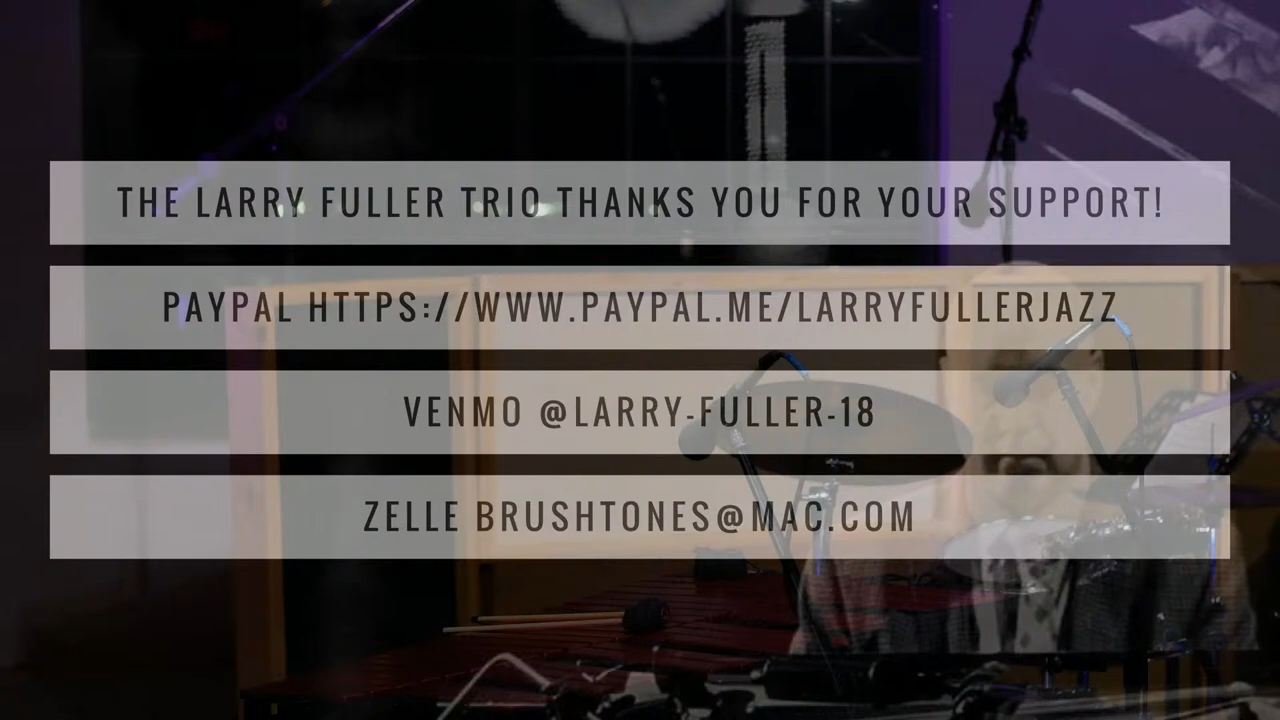 THE LARRY FULLER TRIO THANKS YOU FOR YOUR SUPPORT!
PAYPAL HTTPS://WWW.PAYPAL.ME/LARRYFULLERJAZZ
VENMO @LARRY-FULLER-18
ZELLE BRUSHTONES@MAC.COM